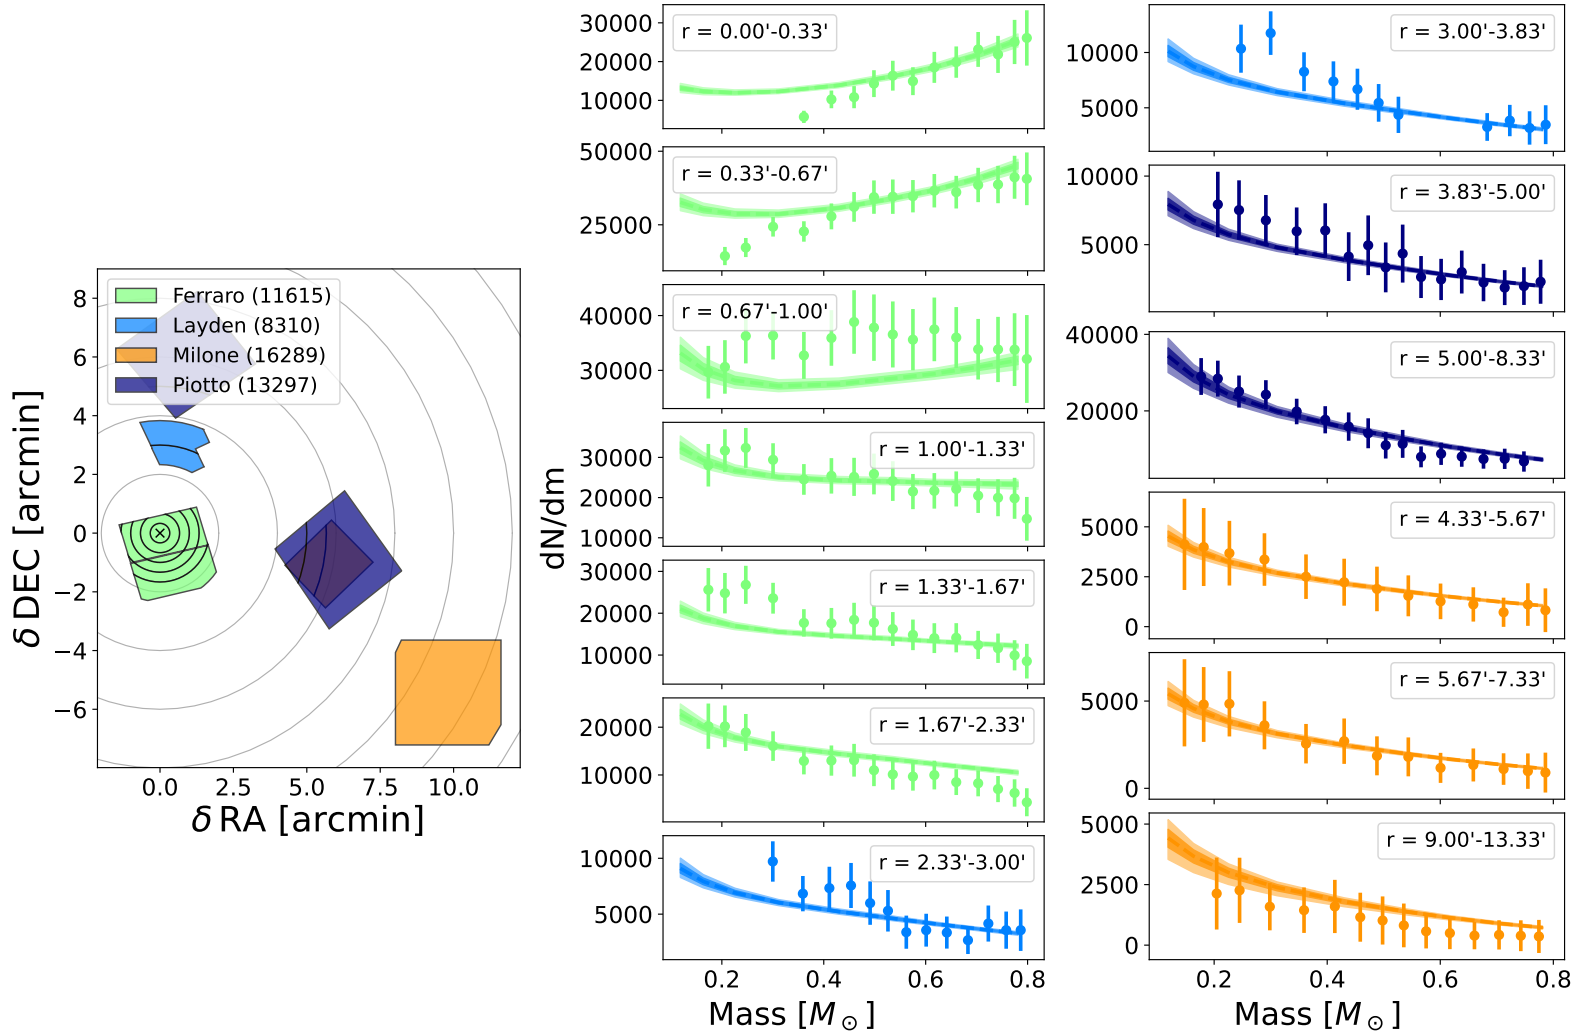 Ferraro (11615)
Layden (8310)
Milone (16289)
Piotto (13297)
8
6
4
2
0
−2
−4
−6
0.0 2.5 5.0 7.5 10.0
δ RA [arcmin]
δ DEC [arcmin]
dN/dm
r = 0.00'-0.33'
30000
20000
10000
r = 0.33'-0.67'
50000
25000
r = 0.67'-1.00'
40000
30000
r = 1.00'-1.33'
30000
20000
10000
r = 1.33'-1.67'
30000
20000
10000
r = 1.67'-2.33'
20000
10000
r = 2.33'-3.00'
10000
5000
0.2 0.4 0.6 0.8
Mass [M⊙]
r = 3.00'-3.83'
10000
5000
r = 3.83'-5.00'
10000
5000
r = 5.00'-8.33'
40000
20000
r = 4.33'-5.67'
5000
2500
0
r = 5.67'-7.33'
5000
0
r = 9.00'-13.33'
5000
2500
0
0.2 0.4 0.6 0.8
Mass [M⊙]